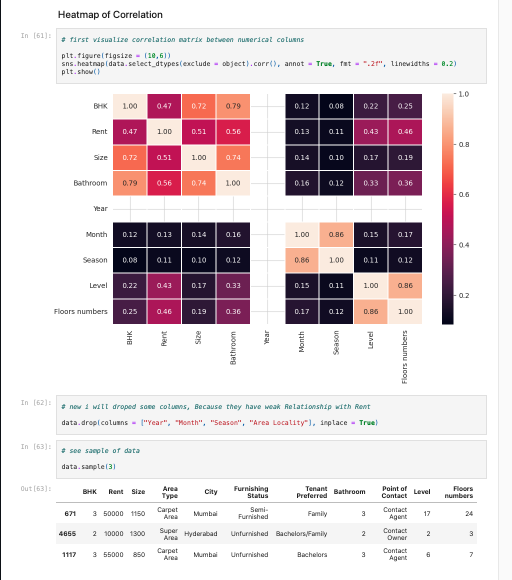 Heatmap of Correlation
In [61]:
# first visualize correlation matrix between numerical columns
plt.figure(figsize = (10,6))
sns.heatmap(data.select_dtypes(exclude = object).corr(), annot = True, fmt = ".2f", linewidths = 0.2)
plt.show()
BHK 1.00 0.47 0.72 0.79 0.12 0.08 0.22 0.25
Rent 0.47 1.00 0.51 0.56 0.13 0.11 0.43 0.46
Size 0.72 0.51 1.00 0.74 0.14 0.10 0.17 0.19
Bathroom 0.79 0.56 0.74 1.00 0.16 0.12 0.33 0.36
Year
Month 0.12 0.13 0.14 0.16 1.00 0.86 0.15 0.17
Season 0.08 0.11 0.10 0.12 0.86 1.00 0.11 0.12
Level 0.22 0.43 0.17 0.33 0.15 0.11 1.00 0.86
Floors numbers 0.25 0.46 0.19 0.36 0.17 0.12 0.86 1.00
BHK Rent Size Bathroom Year Month Season Level Floors numbers
1.0
0.8
0.6
0.4
0.2
In [62]:
# now i will droped some columns, Because they have weak Relationship with Rent
data.drop(columns = ["Year", "Month", "Season", "Area Locality"], inplace = True)
In [63]:
# see sample of data
data.sample(3)
Out[63]:
BHK Rent Size Area Type City Furnishing Status Tenant Preferred Bathroom Point of Contact Level Floors numbers
671 3 50000 1150 Carpet Area Mumbai Semi-Furnished Family 3 Contact Agent 17 24
4655 2 10000 1300 Super Area Hyderabad Unfurnished Bachelors/Family 2 Contact Owner 2 3
1117 3 55000 850 Carpet Area Mumbai Unfurnished Bachelors 3 Contact Agent 6 7